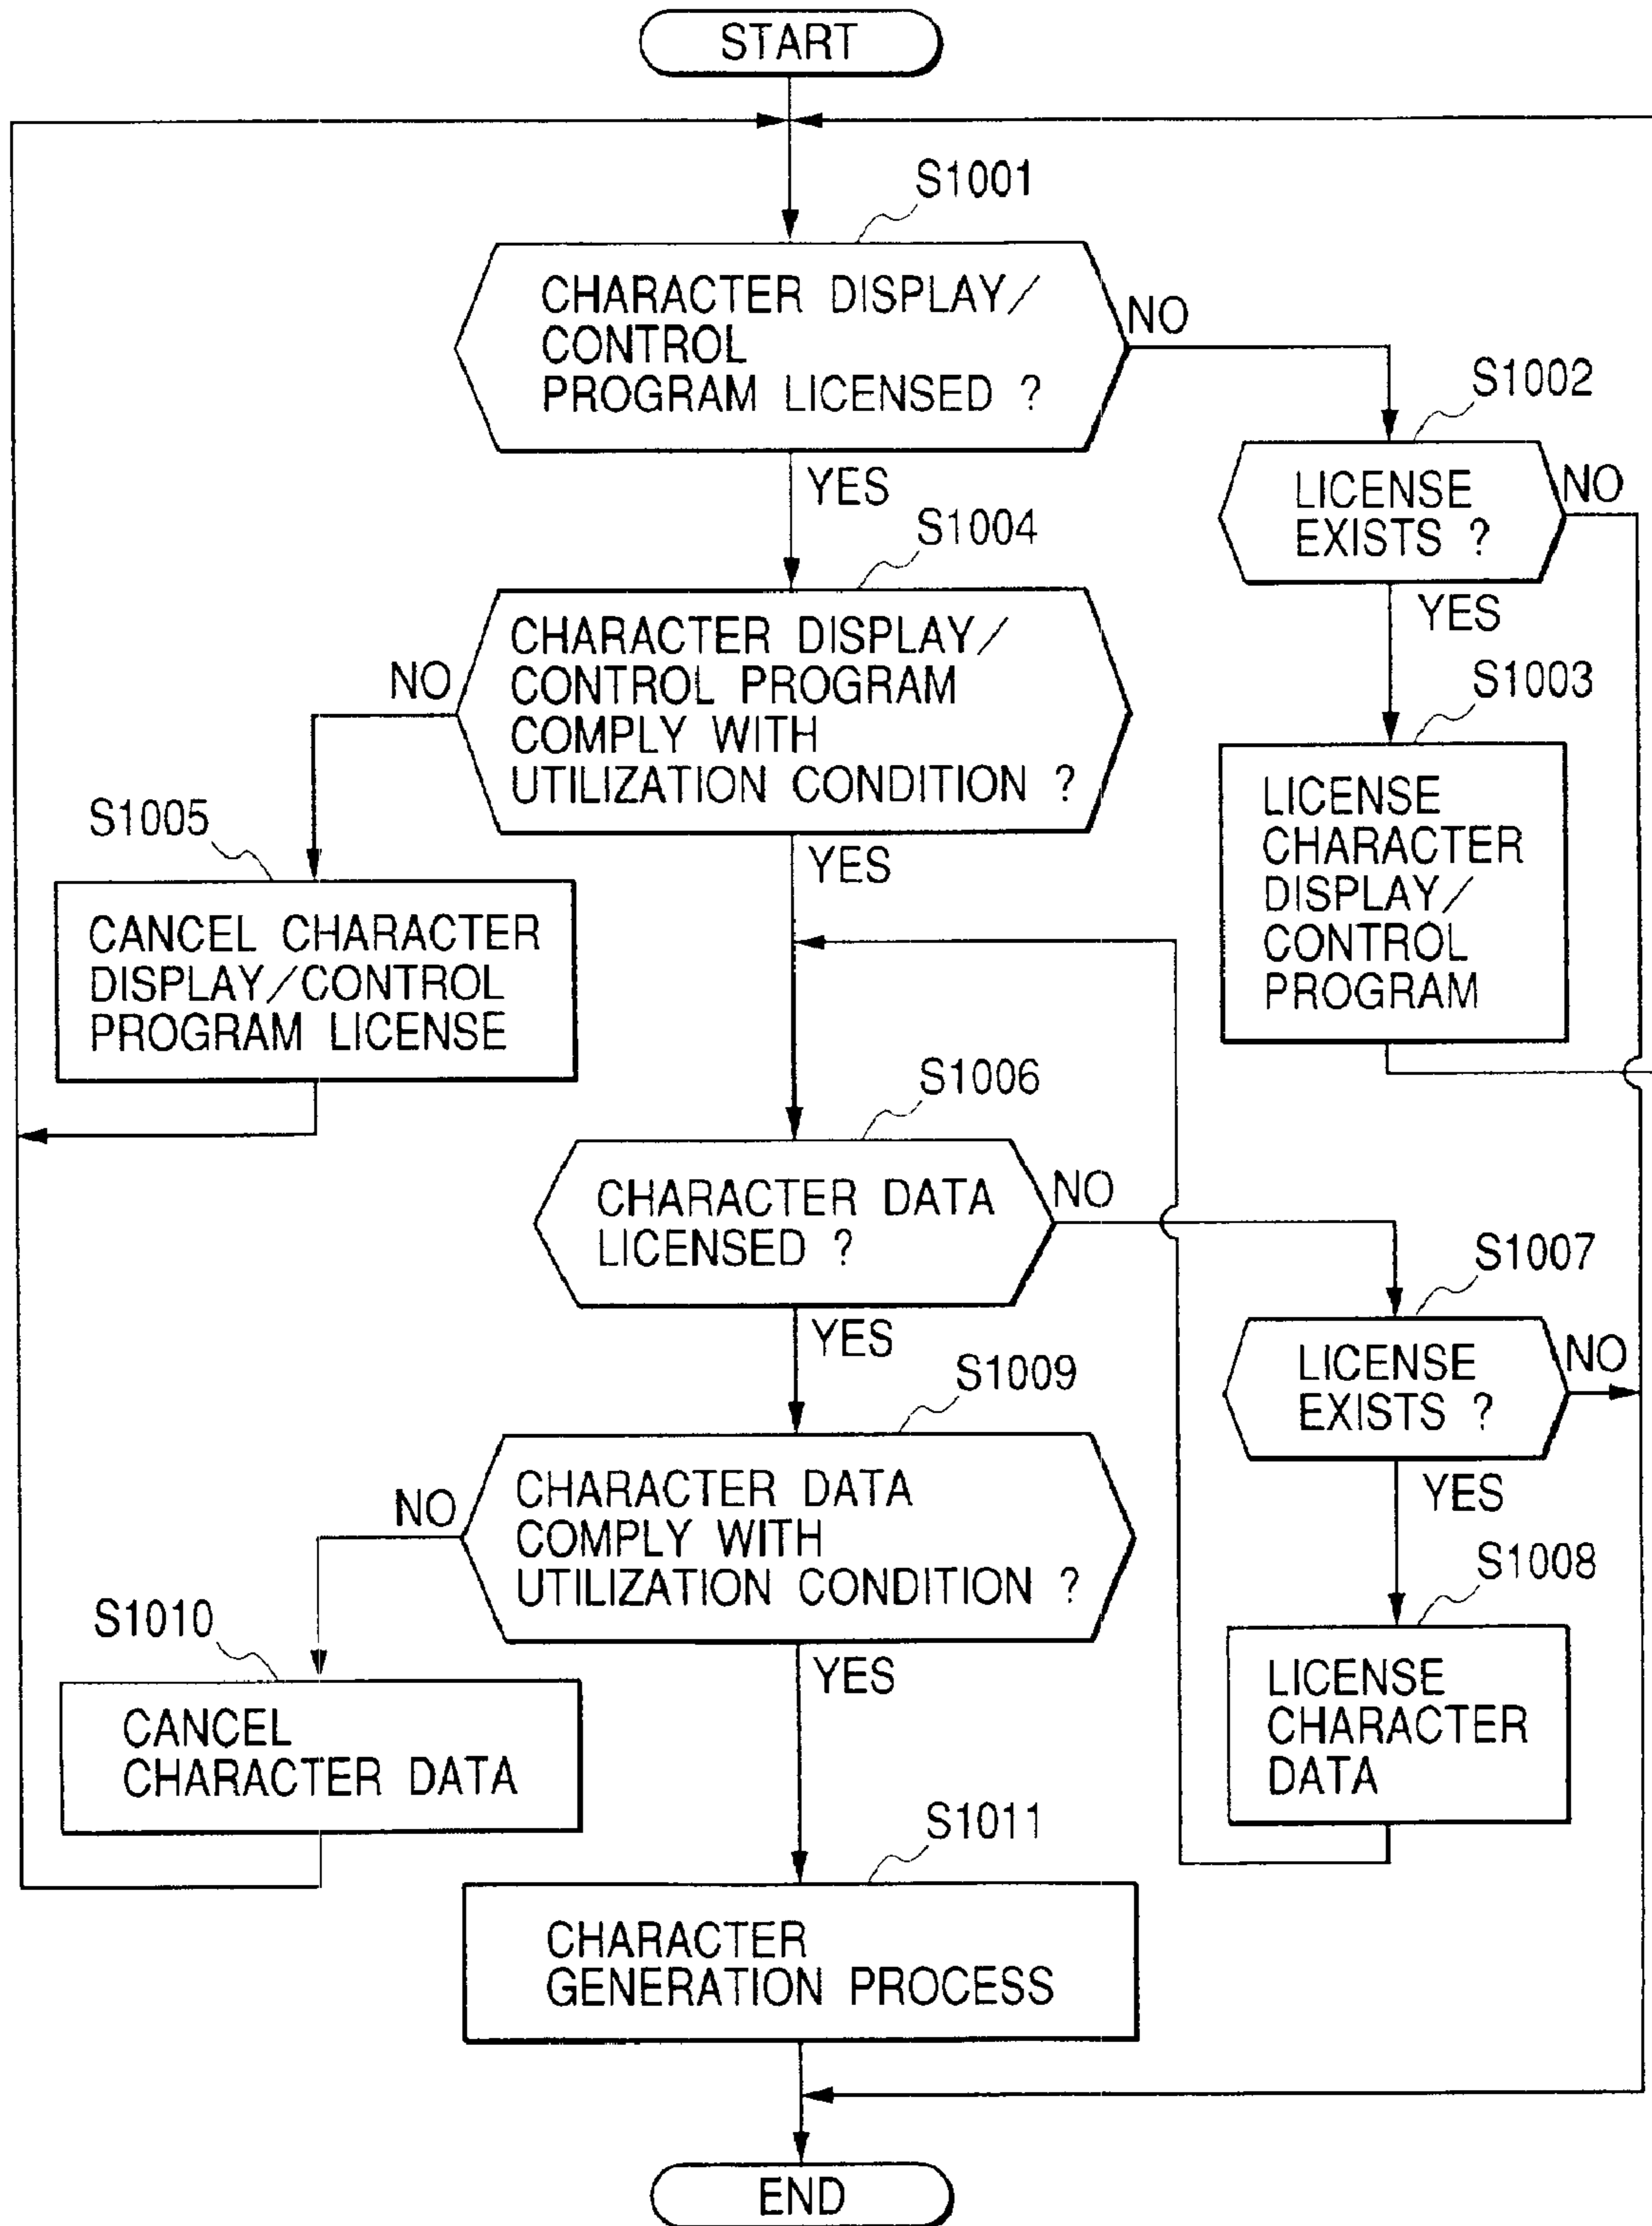 START
S1001
CHARACTER DISPLAY/
CONTROL
PROGRAM LICENSED ?
NO
S1002
LICENSE
EXISTS ?
NO
YES
YES
S1004
CHARACTER DISPLAY/
CONTROL PROGRAM
COMPLY WITH
UTILIZATION CONDITION ?
NO
S1003
LICENSE
CHARACTER
DISPLAY/
CONTROL
PROGRAM
S1005
YES
CANCEL CHARACTER
DISPLAY/CONTROL
PROGRAM LICENSE
S1006
CHARACTER DATA
LICENSED ?
NO
S1007
LICENSE
EXISTS ?
NO
YES
YES
S1009
CHARACTER DATA
COMPLY WITH
UTILIZATION CONDITION ?
NO
S1008
LICENSE
CHARACTER
DATA
S1010
YES
CANCEL
CHARACTER DATA
S1011
CHARACTER
GENERATION PROCESS
END